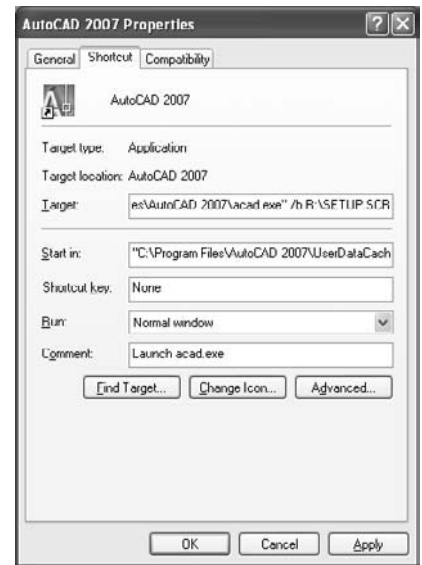 AutoCAD 2007 Properties
General Shortcut Compatibility
AutoCAD 2007
Target type: Application
Target location: AutoCAD 2007
Target: es\AutoCAD 2007\acad.exe" /b B:\SETUP SCR
Start in: "C:\Program Files\AutoCAD 2007\UserDataCach
Shortcut key: None
Run: Normal window
Comment: Launch acad.exe
Find Target... Change Icon... Advanced...
OK Cancel Apply